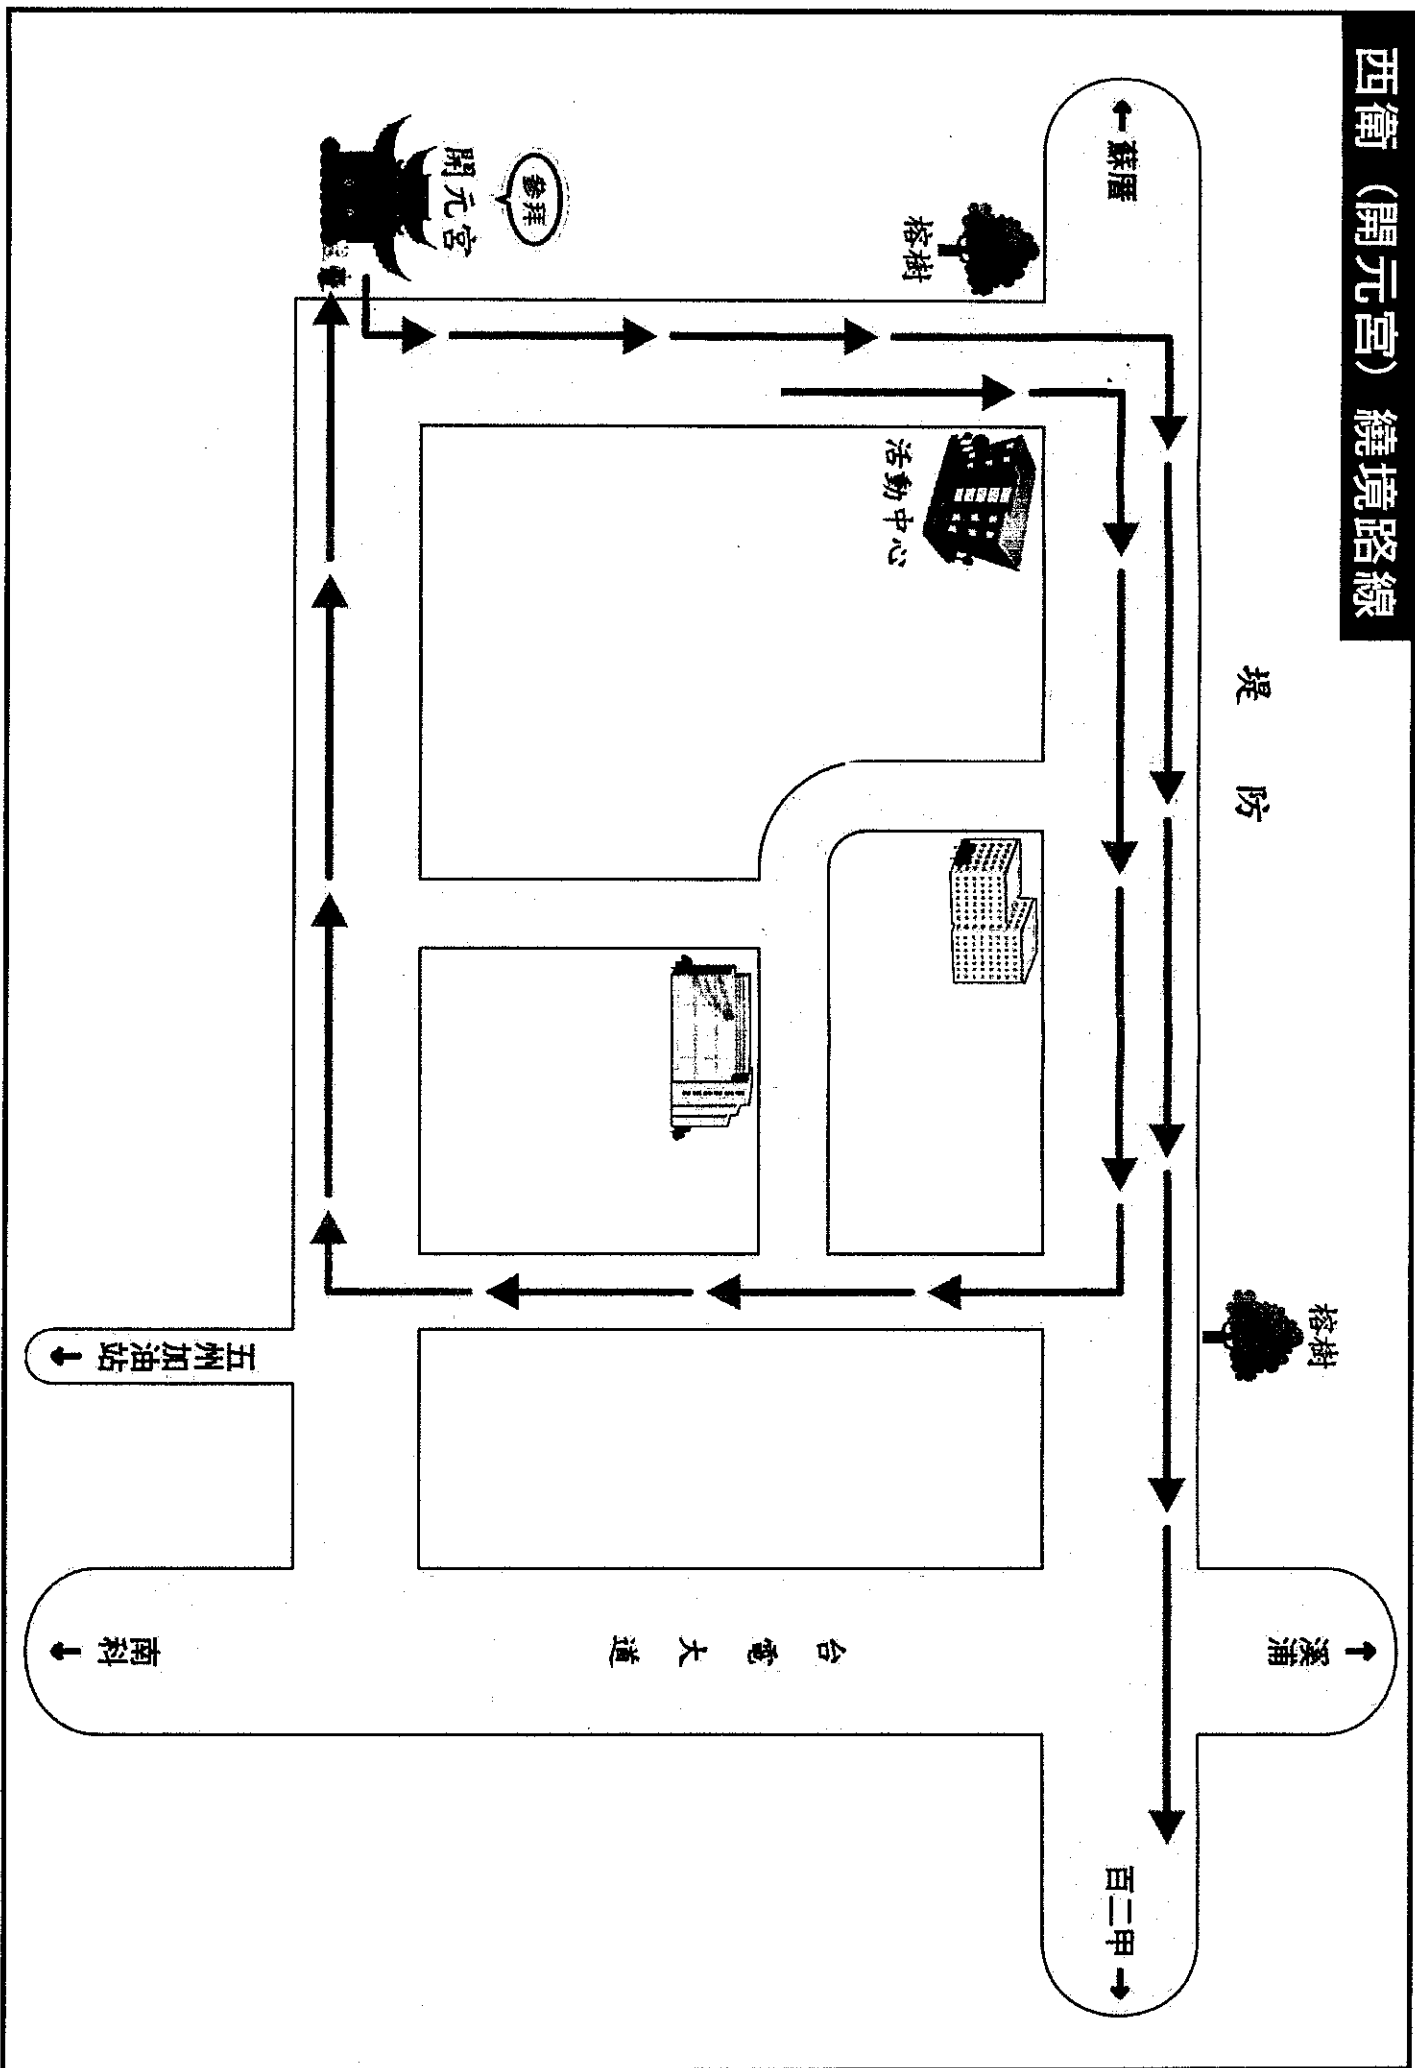 西衛（開元宮）繞境路線
堤防
榕樹
溪浦
←蘇厝
榕樹
活動中心
百二甲→
參拜
開元宮
台電大道
五州加油站
南科